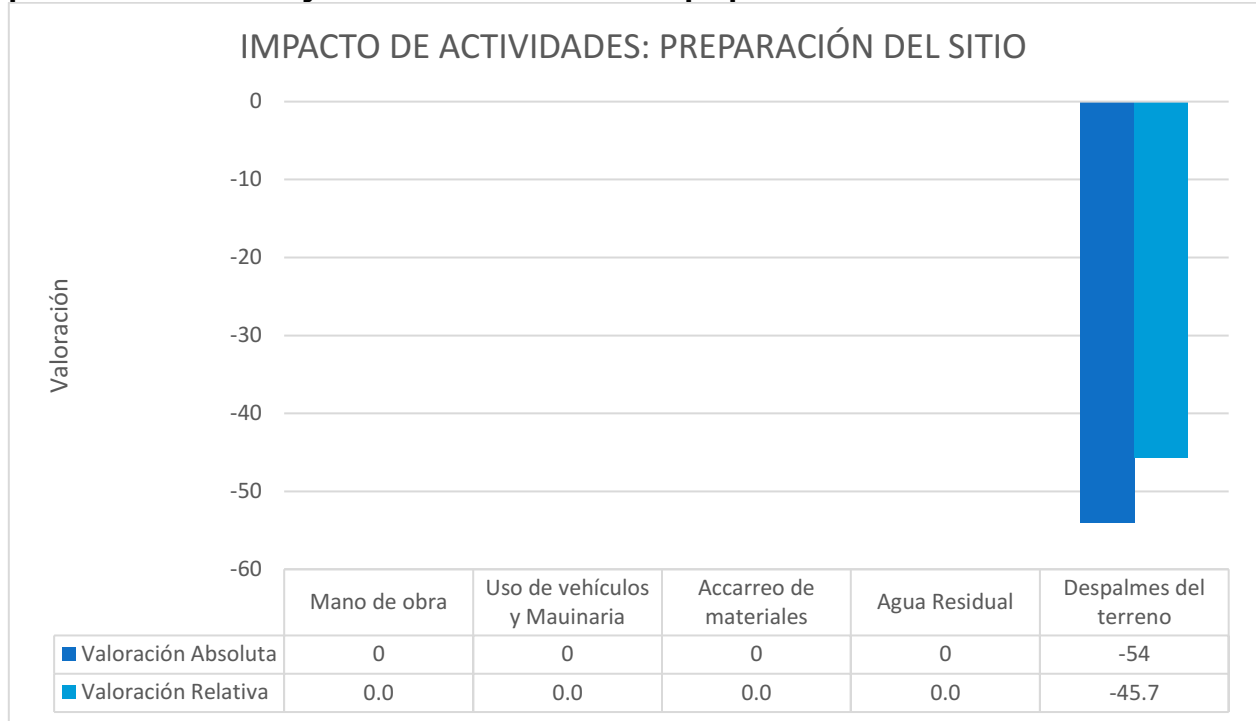 IMPACTO DE ACTIVIDADES: PREPARACIÓN DEL SITIO
0
-10
-20
-30
-40
-50
-60
Valoración
Mano de obra
Uso de vehículos
y Mauinaria
Accarreo de
materiales
Agua Residual
Despalmes del
terreno
Valoración Absoluta 0 0 0 0 -54
Valoración Relativa 0.0 0.0 0.0 0.0 -45.7